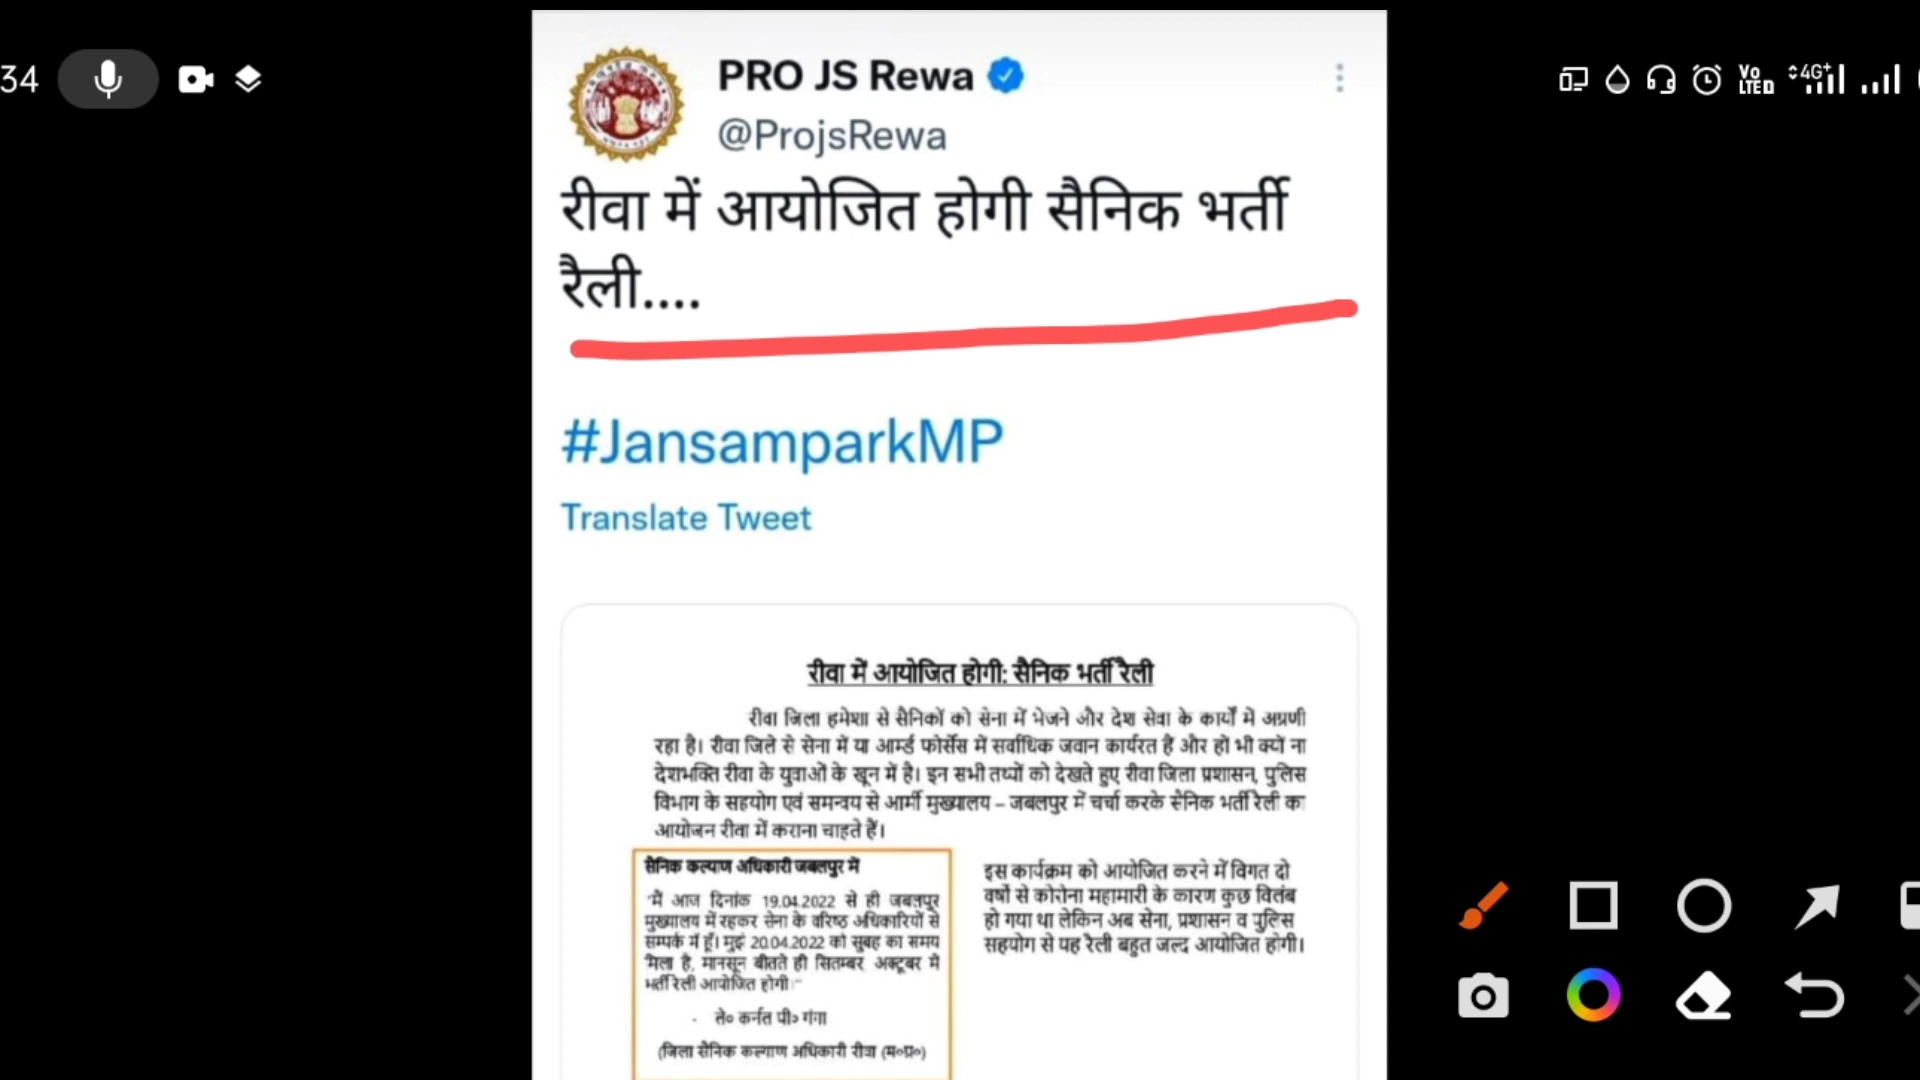 34
Vo
LTED
4G+
PRO JS Rewa
@ProjsRewa
रीवा में आयोजित होगी सैनिक भर्ती
रैली....
#JansamparkMP
Translate Tweet
रीवा में आयोजित होगी: सैनिक भर्ती रैली
रीवा जिला हमेशा से सैनिकों को सेना में भेजने और देश सेवा के कार्यों में अग्रणी
रहा है। रीवा जिले से सेना में या आर्म्ड फोर्सेस में सर्वाधिक जवान कार्यरत हैं और हों भी क्यों ना
देशभक्ति रीवा के युवाओं के खून में है। इन सभी तथ्यों को देखते हुए रीवा जिला प्रशासन, पुलिस
विभाग के सहयोग एवं समन्वय से आर्मी मुख्यालय – जबलपुर में चर्चा करके सैनिक भर्ती रैली का
आयोजन रीवा में कराना चाहते हैं।
सैनिक कल्याण अधिकारी जबलपुर में
"मैं आज दिनांक 19.04.2022 से ही जबलपुर
मुख्यालय में रहकर सेना के वरिष्ठ अधिकारियों से
सम्पर्क में हूँ। मुझे 20.04.2022 को सुबह का समय
मिला है, मानसून बीतते ही सितम्बर अक्टूबर में
भर्ती रैली आयोजित होगी।"
- ले० कर्नल पी० गंगा
(जिला सैनिक कल्याण अधिकारी रीवा (म०प्र०)
इस कार्यक्रम को आयोजित करने में विगत दो
वर्षों से कोरोना महामारी के कारण कुछ विलंब
हो गया था लेकिन अब सेना, प्रशासन व पुलिस
सहयोग से यह रैली बहुत जल्द आयोजित होगी।